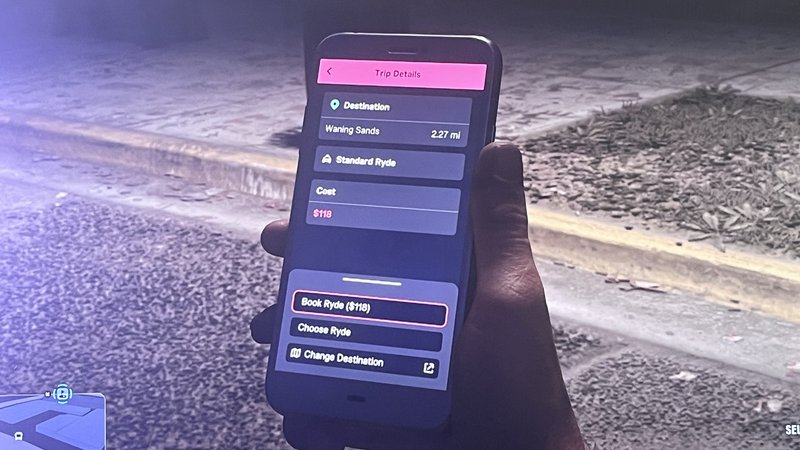 Trip Details
Destination
Waning Sands 2.27 mi
Standard Ryde
Cost
$118
Book Ryde ($118)
Choose Ryde
Change Destination